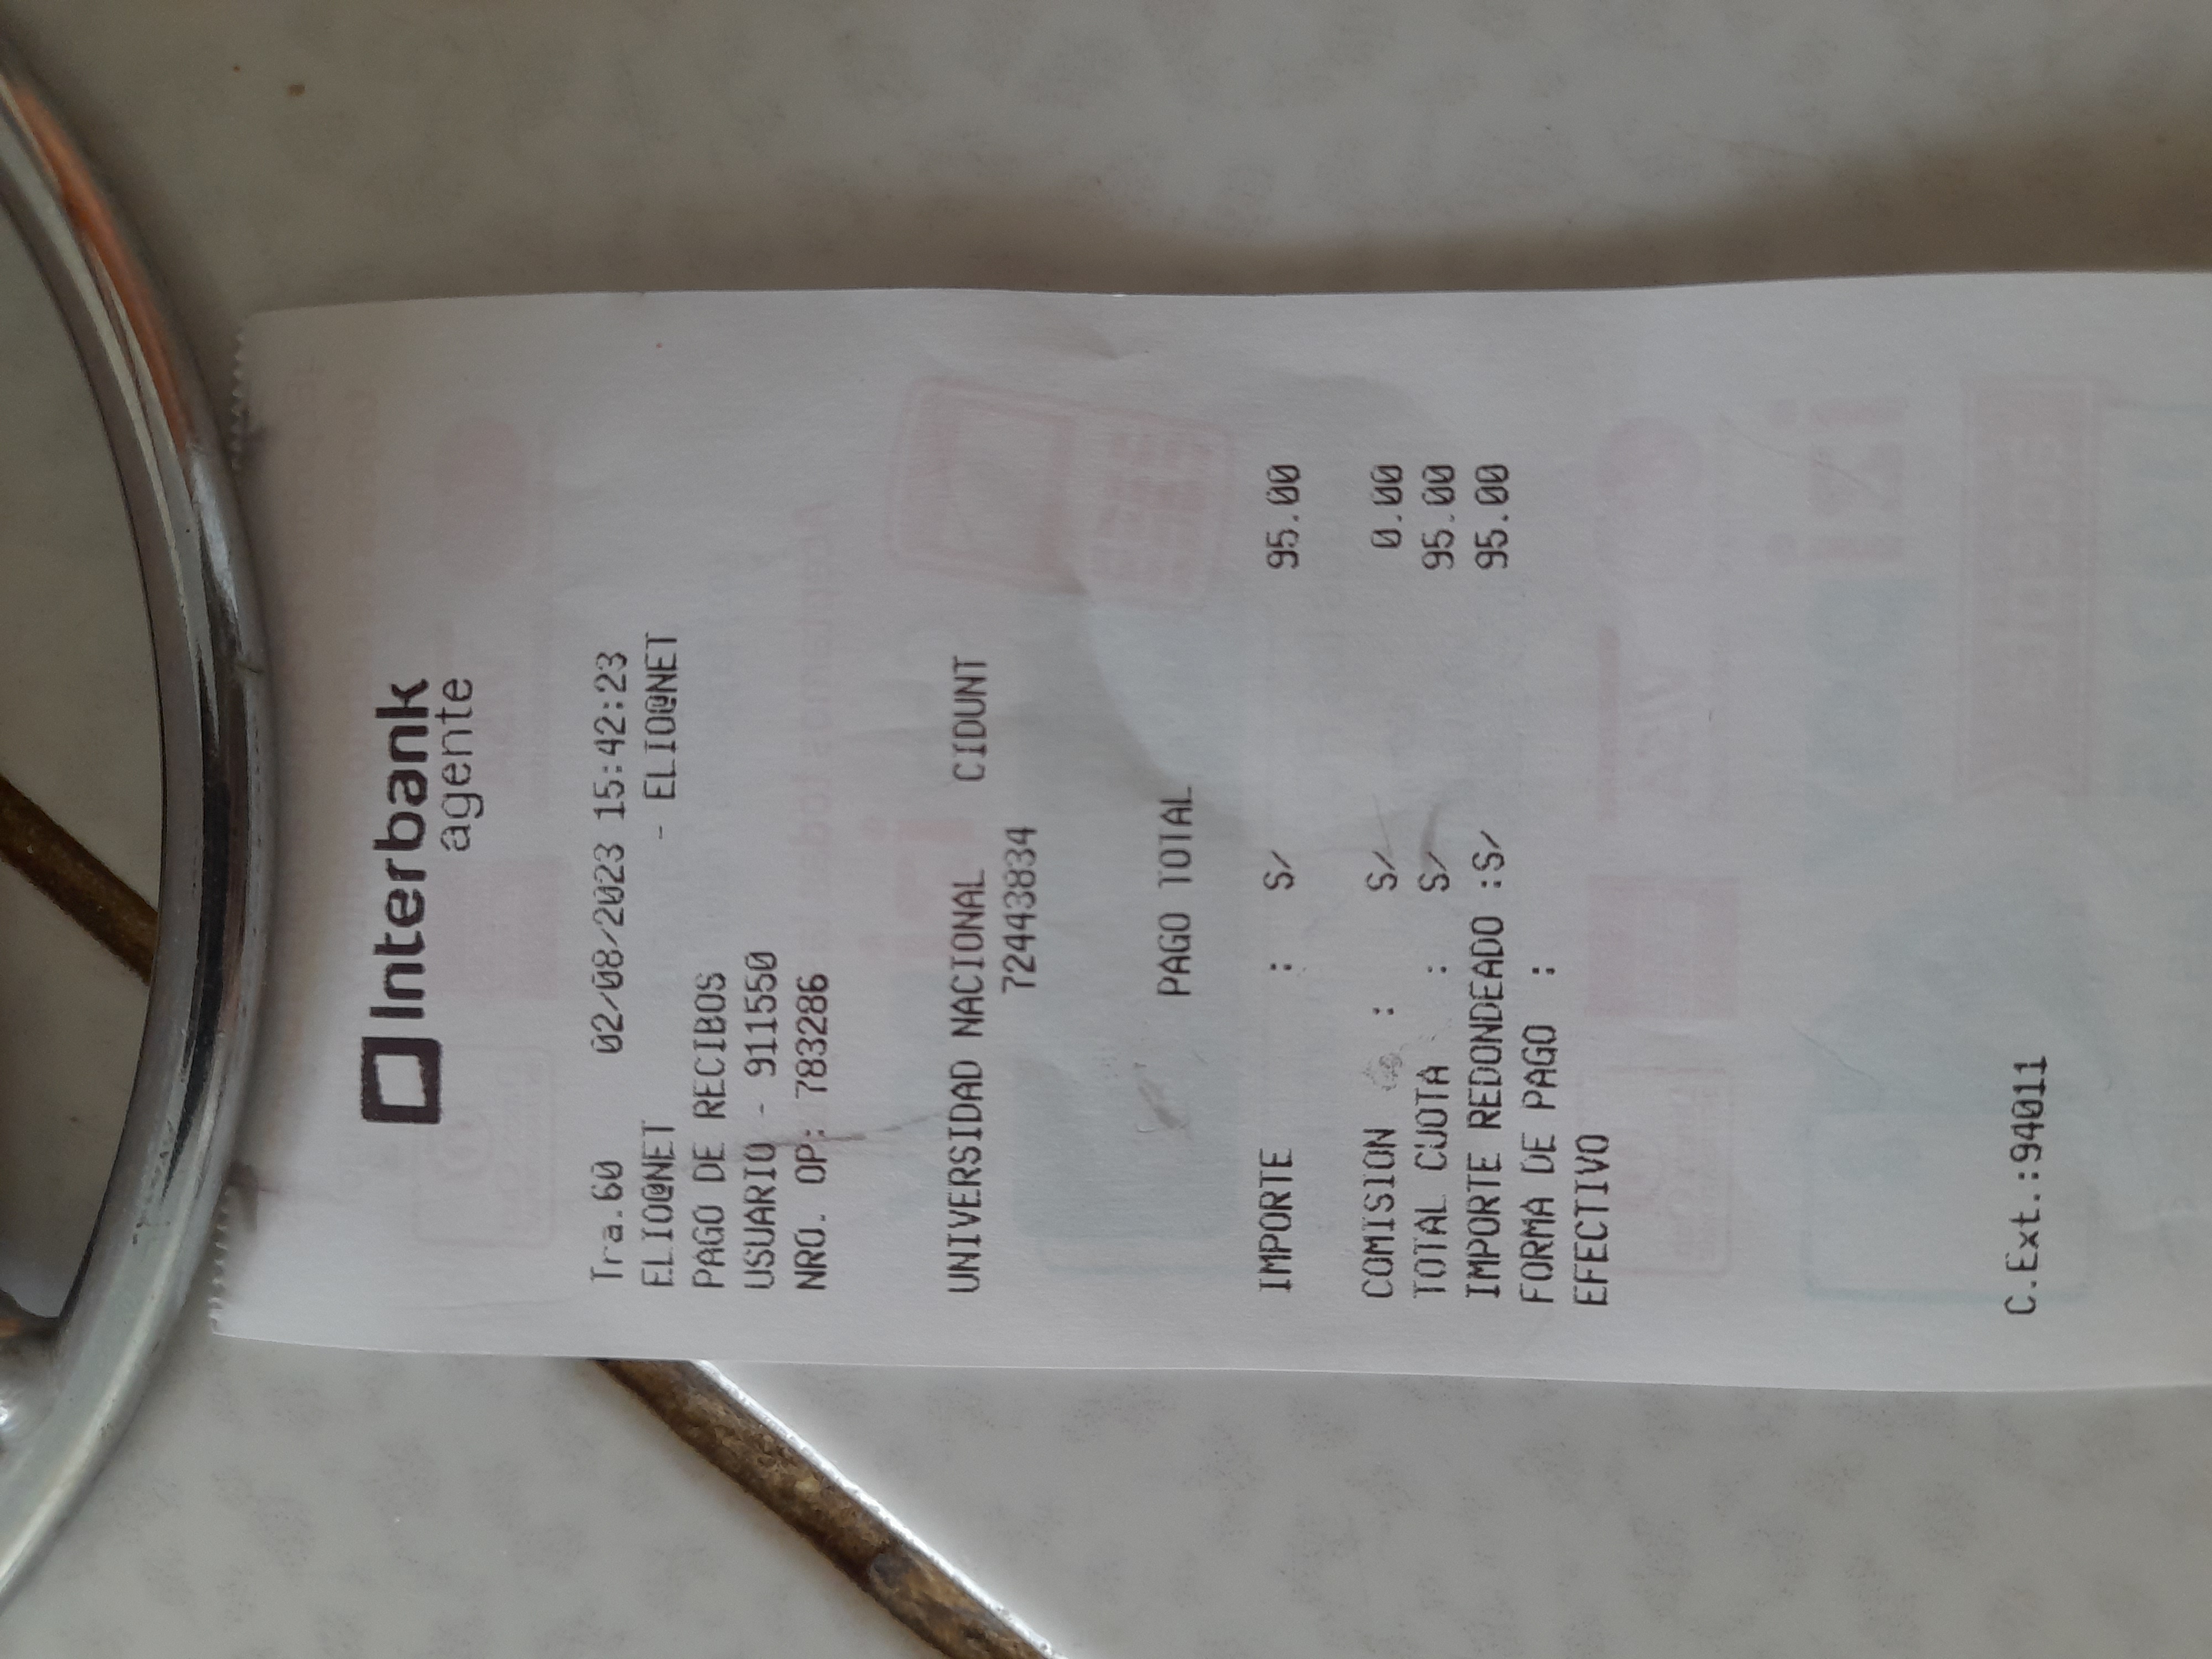 Interbank
agente
Tra.60 02/08/2023 15:42:23
ELIO@NET - ELIO@NET
PAGO DE RECIBOS
USUARIO - 911550
NRO. OP: 783286
UNIVERSIDAD NACIONAL CIDUNT
72443834
PAGO TOTAL
IMPORTE : S/ 95.00
COMISION : S/ 0.00
TOTAL CUOTA : S/ 95.00
IMPORTE REDONDEADO :S/ 95.00
FORMA DE PAGO :
EFECTIVO
C.Ext.:94011